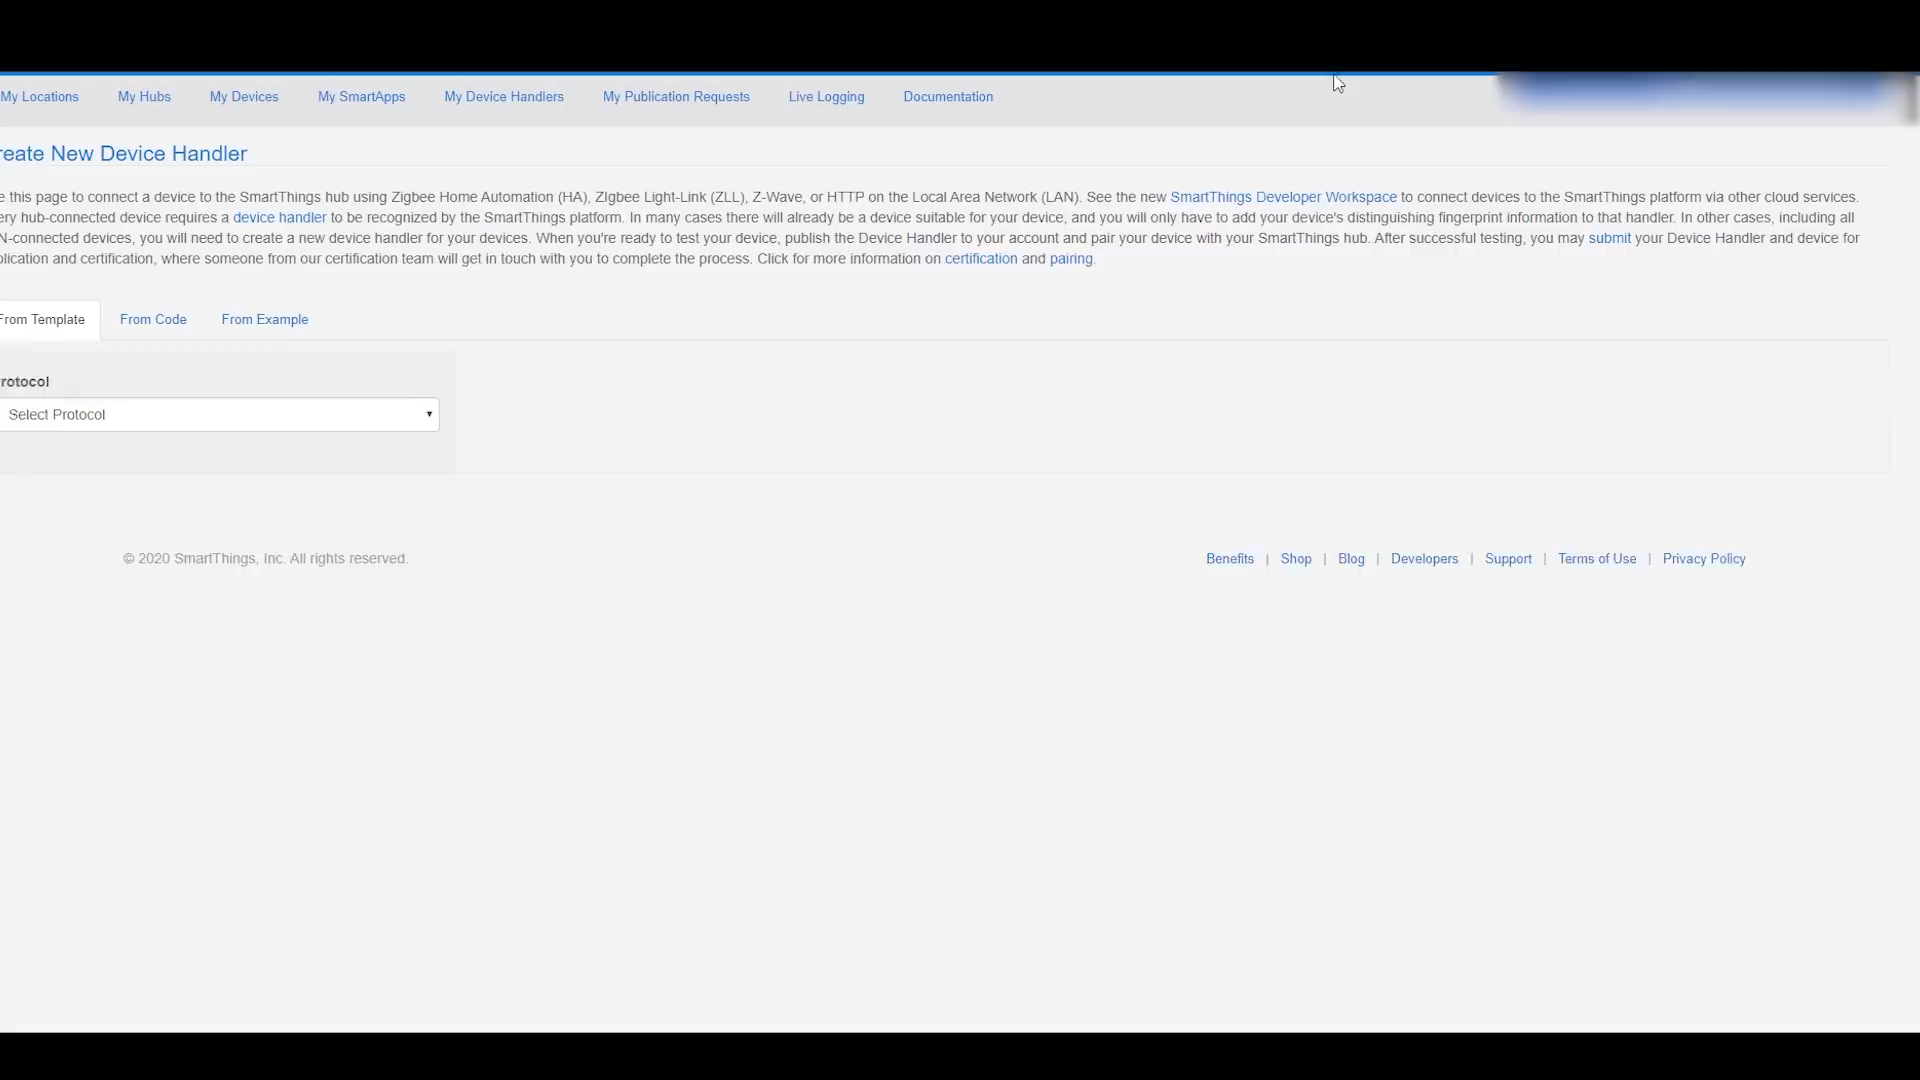 My Locations My Hubs My Devices My SmartApps My Device Handlers My Publication Requests Live Logging Documentation
reate New Device Handler
e this page to connect a device to the SmartThings hub using Zigbee Home Automation (HA), ZIgbee Light-Link (ZLL), Z-Wave, or HTTP on the Local Area Network (LAN). See the new SmartThings Developer Workspace to connect devices to the SmartThings platform via other cloud services.
ery hub-connected device requires a device handler to be recognized by the SmartThings platform. In many cases there will already be a device suitable for your device, and you will only have to add your device's distinguishing fingerprint information to that handler. In other cases, including all
N-connected devices, you will need to create a new device handler for your devices. When you're ready to test your device, publish the Device Handler to your account and pair your device with your SmartThings hub. After successful testing, you may submit your Device Handler and device for
lication and certification, where someone from our certification team will get in touch with you to complete the process. Click for more information on certification and pairing.
From Template From Code From Example
rotocol
Select Protocol
© 2020 SmartThings, Inc. All rights reserved.
Benefits | Shop | Blog | Developers | Support | Terms of Use | Privacy Policy